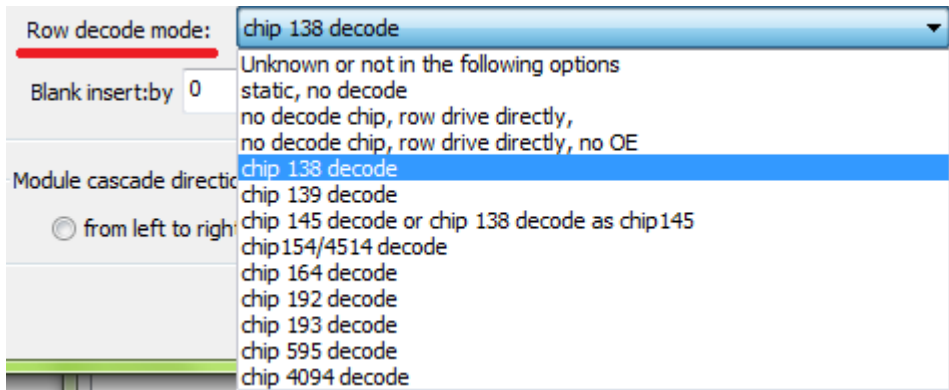 Row decode mode:
chip 138 decode
Unknown or not in the following options
Blank insert:by 0
static, no decode
no decode chip, row drive directly,
no decode chip, row drive directly, no OE
chip 138 decode
Module cascade directio
chip 139 decode
from left to righ
chip 145 decode or chip 138 decode as chip145
chip154/4514 decode
chip 164 decode
chip 192 decode
chip 193 decode
chip 595 decode
chip 4094 decode